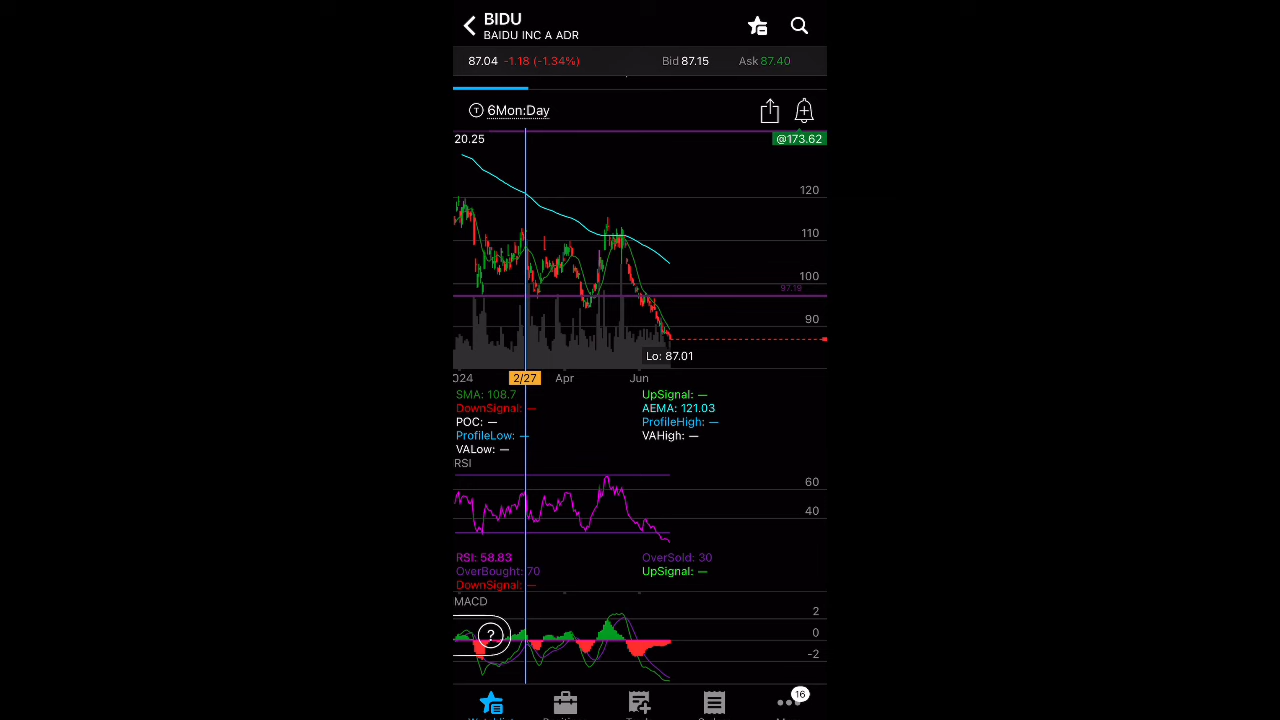 BIDU
BAIDU INC A ADR
87.04 -1.18 (-1.34%) Bid 87.15 Ask 87.40
T 6Mon:Day
20.25 @173.62
120
110
100
97.19
90
Lo: 87.01
024 2/27 Apr Jun
SMA: 108.7 UpSignal: —
DownSignal: — AEMA: 121.03
POC: — ProfileHigh: —
ProfileLow: — VAHigh: —
VALow: —
RSI
60
40
RSI: 58.83 OverSold: 30
OverBought: 70 UpSignal: —
DownSignal: —
MACD
2
? 0
-2
16